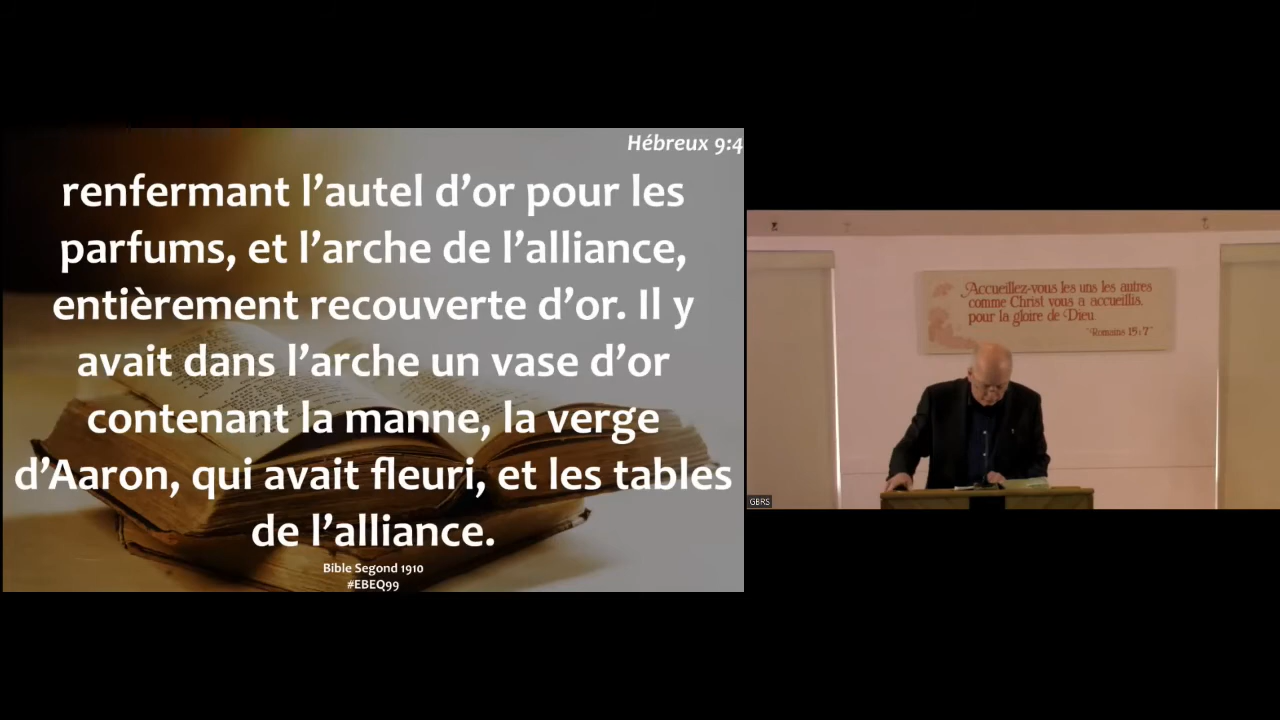 Hébreux 9:4
renfermant l’autel d’or pour les
parfums, et l’arche de l’alliance,
entièrement recouverte d’or. Il y
avait dans l’arche un vase d’or
contenant la manne, la verge
d’Aaron, qui avait fleuri, et les tables
de l’alliance.
Bible Segond 1910
#EBEQ99
Accueillez-vous les uns les autres
comme Christ vous a accueillis,
pour la gloire de Dieu.
"Romains 15:7"
GBRS